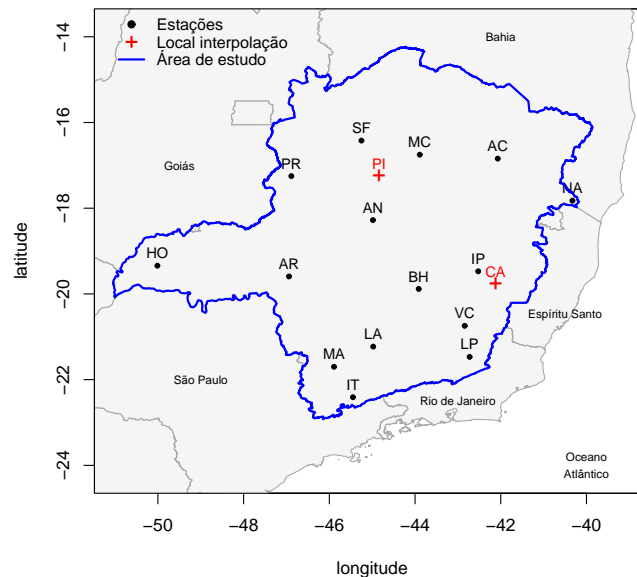 Estações
Local interpolação
Área de estudo
Bahia
SF
MC
AC
PI
PR
Goiás
NA
AN
HO
AR
IP
CA
BH
VC
Espíritu Santo
LA
LP
MA
IT
São Paulo
Rio de Janeiro
Oceano
Atlântico
−14
−16
−18
−20
−22
−24
latitude
−50
−48
−46
−44
−42
−40
longitude